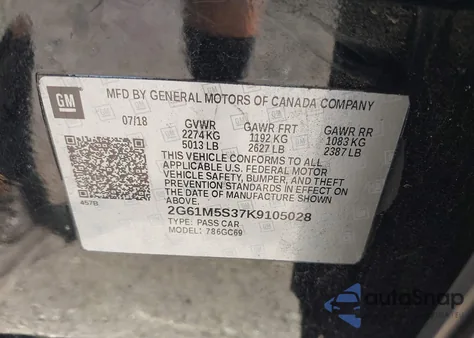 GM
MFD BY GENERAL MOTORS OF CANADA COMPANY
07/18 GVWR GAWR FRT GAWR RR
2274 KG 1192 KG 1083 KG
5013 LB 2627 LB 2387 LB
THIS VEHICLE CONFORMS TO ALL
APPLICABLE U.S. FEDERAL MOTOR
VEHICLE SAFETY, BUMPER, AND THEFT
PREVENTION STANDARDS IN EFFECT ON
THE DATE OF MANUFACTURE SHOWN
ABOVE.
457B
2G61M5S37K9105028
TYPE: PASS CAR
MODEL: 786GC69
autoSnap